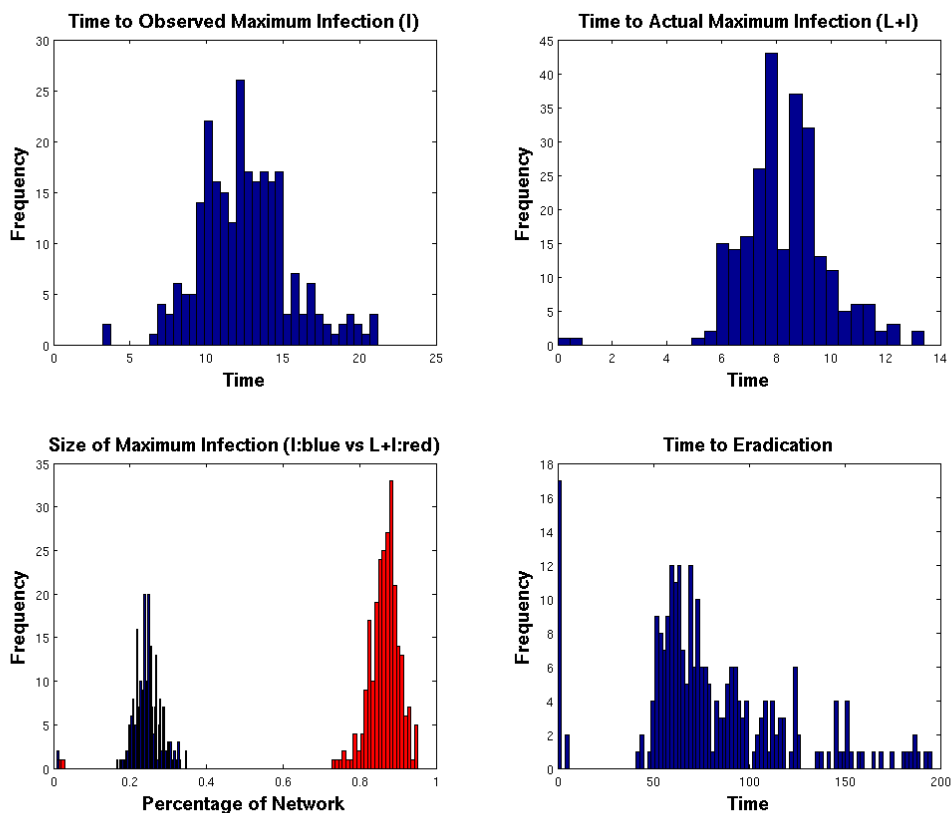 Time to Observed Maximum Infection (I)
30
25
20
15
10
5
0
0 5 10 15 20 25
Frequency
Time
Time to Actual Maximum Infection (L+I)
45
40
35
30
25
20
15
10
5
0
0 2 4 6 8 10 12 14
Frequency
Time
Size of Maximum Infection (I:blue vs L+I:red)
35
30
25
20
15
10
5
0
0 0.2 0.4 0.6 0.8 1
Frequency
Percentage of Network
Time to Eradication
18
16
14
12
10
8
6
4
2
0
0 50 100 150 200
Frequency
Time